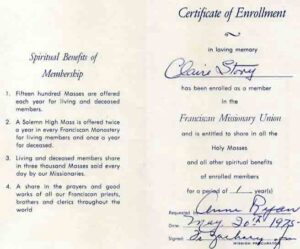 Spiritual Benefits of
Membership
1. Fifteen hundred Masses are offered
each year for living and deceased
members.
2. A Solemn High Mass is offered twice
a year in every Franciscan Monastery
for living members and once a year
for deceased.
3. Living and deceased members share
in three thousand Masses said every
day by our Missionaries.
4. A share in the prayers and good
works of all our Franciscan priests,
brothers and clerics throughout the
world
Certificate of Enrollment
in loving memory
Claire Story
has been enrolled as a member
in the
Franciscan Missionary Union
and is entitled to share in all the
Holy Masses
and all other spiritual benefits
of enrolled members
for a period of 1 year(s)
Requested Anne Ryan
Date May 20th 1975
Signed Fr. Zachary